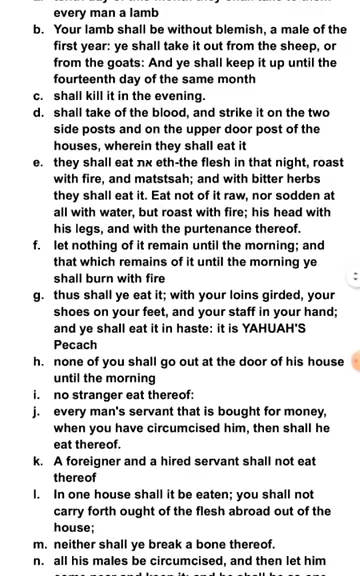 every man a lamb
b. Your lamb shall be without blemish, a male of the
first year: ye shall take it out from the sheep, or
from the goats: And ye shall keep it up until the
fourteenth day of the same month
c. shall kill it in the evening.
d. shall take of the blood, and strike it on the two
side posts and on the upper door post of the
houses, wherein they shall eat it
e. they shall eat את eth-the flesh in that night, roast
with fire, and matstsah; and with bitter herbs
they shall eat it. Eat not of it raw, nor sodden at
all with water, but roast with fire; his head with
his legs, and with the purtenance thereof.
f. let nothing of it remain until the morning; and
that which remains of it until the morning ye
shall burn with fire
g. thus shall ye eat it; with your loins girded, your
shoes on your feet, and your staff in your hand;
and ye shall eat it in haste: it is YAHUAH'S
Pecach
h. none of you shall go out at the door of his house
until the morning
i. no stranger eat thereof:
j. every man's servant that is bought for money,
when you have circumcised him, then shall he
eat thereof.
k. A foreigner and a hired servant shall not eat
thereof
l. In one house shall it be eaten; you shall not
carry forth ought of the flesh abroad out of the
house;
m. neither shall ye break a bone thereof.
n. all his males be circumcised, and then let him